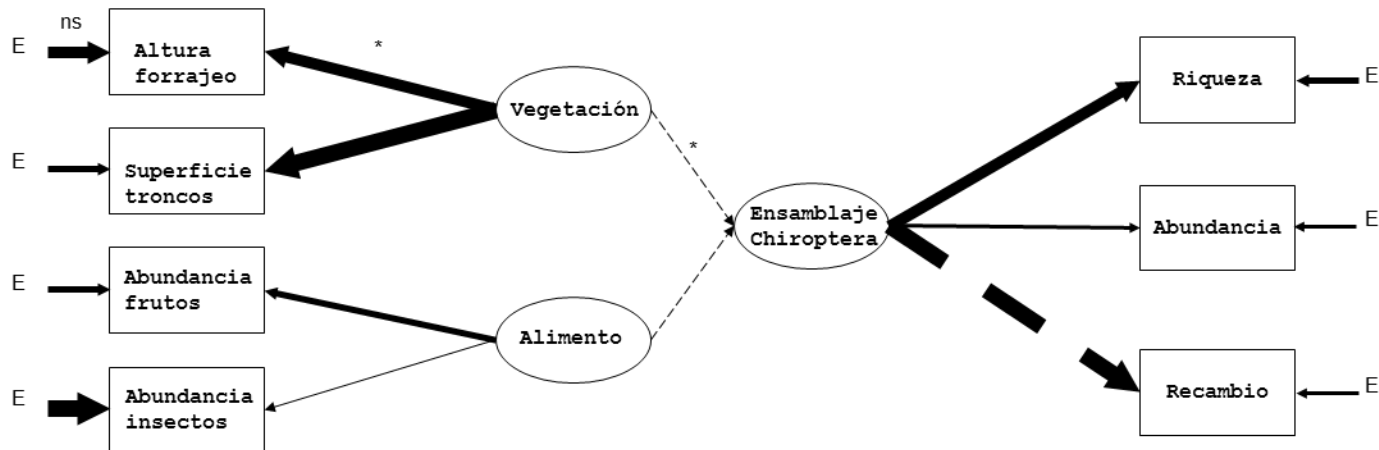 ns
E
Altura
forrajeo
*
E
Superficie
troncos
E
Abundancia
frutos
E
Abundancia
insectos
Vegetación
*
Alimento
Ensamblaje
Chiroptera
Riqueza
E
Abundancia
E
Recambio
E